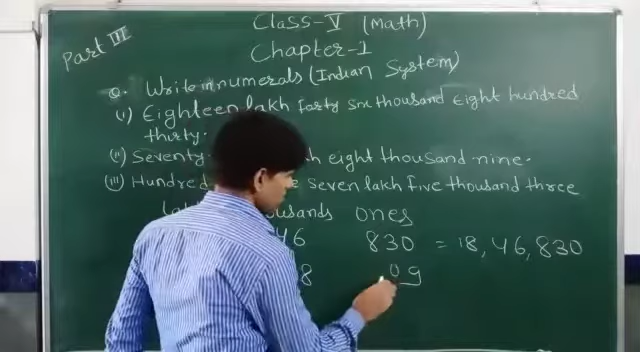 Part III
Class-V (Math)
Chapter-1
Q. Write in numerals (Indian System)
(i) Eighteen lakh forty six thousand Eight hundred
thirty.
(ii) Seventy eight thousand nine.
(iii) Hundred seven lakh five thousand three
ones
46 830 = 18,46,830
8 09